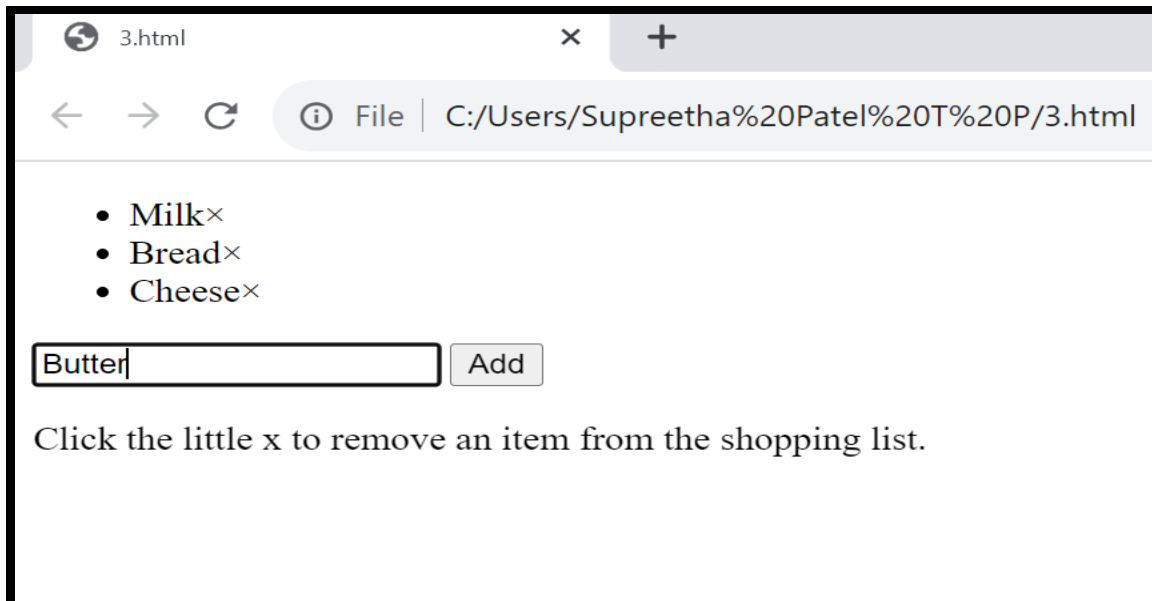 3.html
File C:/Users/Supreetha%20Patel%20T%20P/3.html
• Milk×
• Bread×
• Cheese×
Butter Add
Click the little x to remove an item from the shopping list.